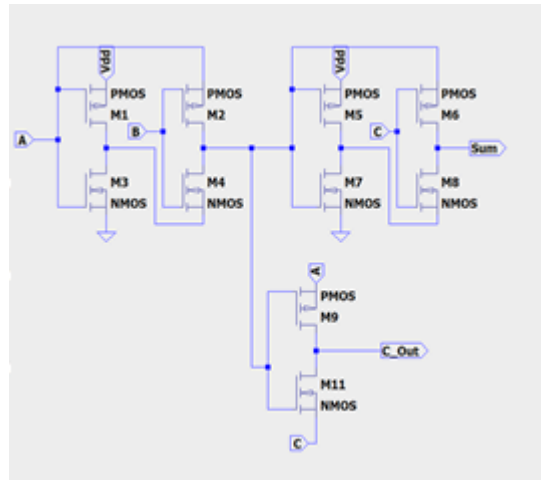 Vdd
Vdd
PMOS
M1
PMOS
M2
PMOS
M5
PMOS
M6
A
B
C
Sum
M3
NMOS
M4
NMOS
M7
NMOS
M8
NMOS
A
PMOS
M9
C_Out
M11
NMOS
C